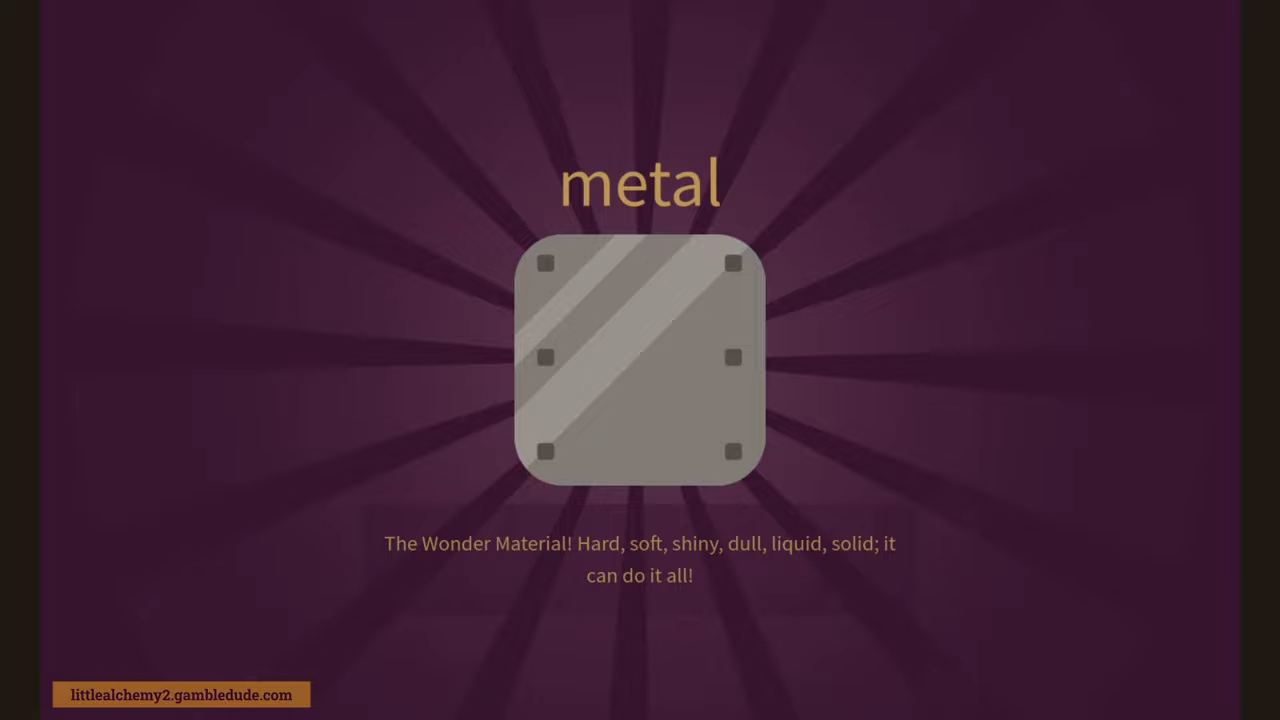 metal
The Wonder Material! Hard, soft, shiny, dull, liquid, solid; it
can do it all!
littlealchemy2.gambledude.com